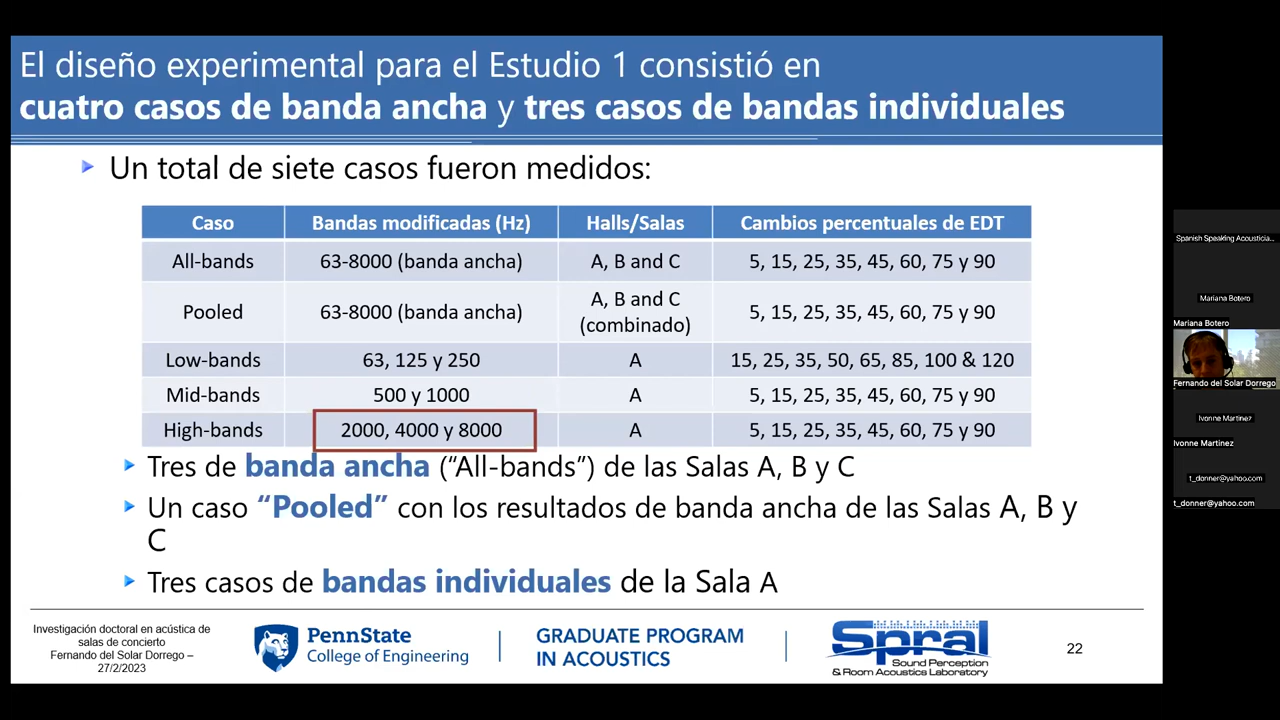 El diseño experimental para el Estudio 1 consistió en
cuatro casos de banda ancha y tres casos de bandas individuales
Un total de siete casos fueron medidos:
Caso Bandas modificadas (Hz) Halls/Salas Cambios percentuales de EDT
All-bands 63-8000 (banda ancha) A, B and C 5, 15, 25, 35, 45, 60, 75 y 90
Pooled 63-8000 (banda ancha) A, B and C (combinado) 5, 15, 25, 35, 45, 60, 75 y 90
Low-bands 63, 125 y 250 A 15, 25, 35, 50, 65, 85, 100 & 120
Mid-bands 500 y 1000 A 5, 15, 25, 35, 45, 60, 75 y 90
High-bands 2000, 4000 y 8000 A 5, 15, 25, 35, 45, 60, 75 y 90
Tres de banda ancha (“All-bands”) de las Salas A, B y C
Un caso “Pooled” con los resultados de banda ancha de las Salas A, B y
C
Tres casos de bandas individuales de la Sala A
Investigación doctoral en acústica de
salas de concierto
Fernando del Solar Dorrego –
27/2/2023
PennState
College of Engineering
GRADUATE PROGRAM
IN ACOUSTICS
Spral
Sound Perception
& Room Acoustics Laboratory
22
Spanish Speaking Acousticia...
Mariana Botero
Mariana Botero
Fernando del Solar Dorrego
Ivonne Martinez
Ivonne Martinez
t_donner@yahoo.com
t_donner@yahoo.com